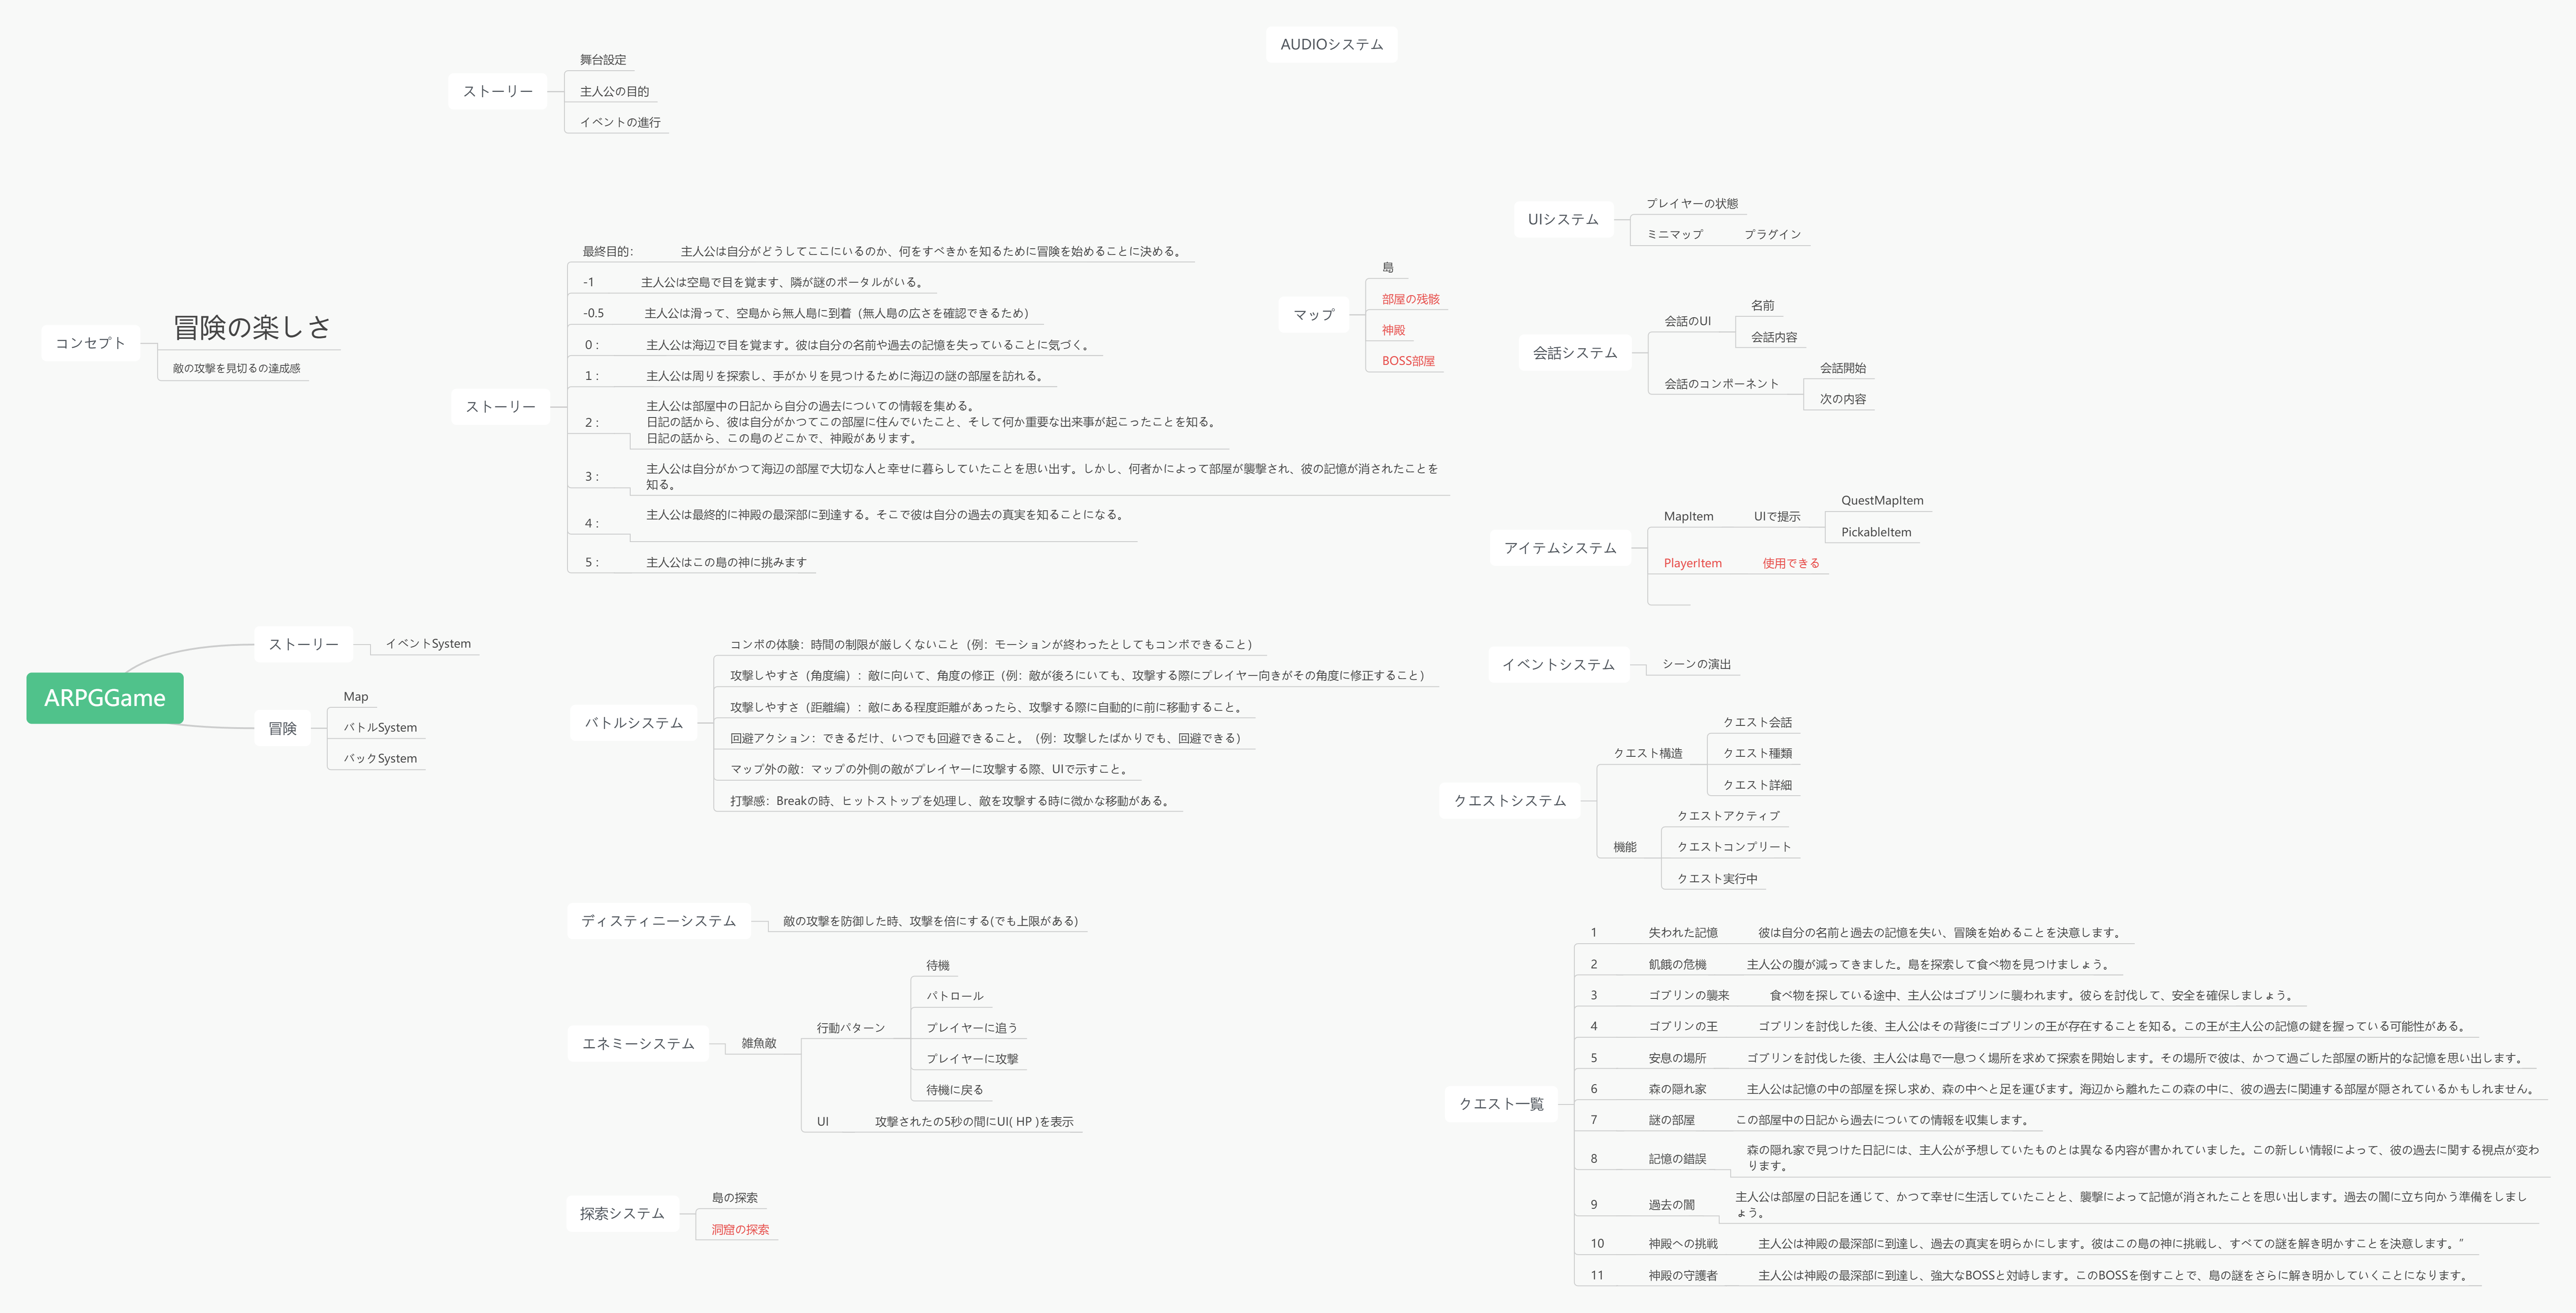 AUDIOシステム
ストーリー
舞台設定
主人公の目的
イベントの進行
コンセプト
冒険の楽しさ
敵の攻撃を見切るの達成感
ストーリー
最終目的: 主人公は自分がどうしてここにいるのか、何をすべきかを知るために冒険を始めることに決める。
-1 主人公は空島で目を覚ます、隣が謎のポータルがいる。
-0.5 主人公は滑って、空島から無人島に到着（無人島の広さを確認できるため）
0： 主人公は海辺で目を覚ます。彼は自分の名前や過去の記憶を失っていることに気づく。
1： 主人公は周りを探索し、手がかりを見つけるために海辺の謎の部屋を訪れる。
2：
主人公は部屋中の日記から自分の過去についての情報を集める。
日記の話から、彼は自分がかつてこの部屋に住んでいたこと、そして何か重要な出来事が起こったことを知る。
日記の話から、この島のどこかで、神殿があります。
3：
主人公は自分がかつて海辺の部屋で大切な人と幸せに暮らしていたことを思い出す。しかし、何者かによって部屋が襲撃され、彼の記憶が消されたことを
知る。
4： 主人公は最終的に神殿の最深部に到達する。そこで彼は自分の過去の真実を知ることになる。
5： 主人公はこの島の神に挑みます
マップ
島
部屋の残骸
神殿
BOSS部屋
UIシステム
プレイヤーの状態
ミニマップ プラグイン
会話システム
会話のUI
名前
会話内容
会話のコンポーネント
会話開始
次の内容
アイテムシステム
MapItem UIで提示
QuestMapItem
PickableItem
PlayerItem 使用できる
ARPGGame
ストーリー
イベントSystem
冒険
Map
バトルSystem
バックSystem
バトルシステム
コンボの体験：時間の制限が厳しくないこと（例：モーションが終わったとしてもコンボできること）
攻撃しやすさ（角度編）：敵に向いて、角度の修正（例：敵が後ろにいても、攻撃する際にプレイヤー向きがその角度に修正すること）
攻撃しやすさ（距離編）：敵にある程度距離があったら、攻撃する際に自動的に前に移動すること。
回避アクション：できるだけ、いつでも回避できること。（例：攻撃したばかりでも、回避できる）
マップ外の敵：マップの外側の敵がプレイヤーに攻撃する際、UIで示すこと。
打撃感：Breakの時、ヒットストップを処理し、敵を攻撃する時に微かな移動がある。
イベントシステム
シーンの演出
クエストシステム
クエスト構造
クエスト会話
クエスト種類
クエスト詳細
機能
クエストアクティブ
クエストコンプリート
クエスト実行中
ディスティニーシステム
敵の攻撃を防御した時、攻撃を倍にする(でも上限がある)
エネミーシステム
雑魚敵
行動パターン
待機
パトロール
プレイヤーに追う
プレイヤーに攻撃
待機に戻る
UI 攻撃されたの5秒の間にUI( HP )を表示
探索システム
島の探索
洞窟の探索
クエスト一覧
1 失われた記憶 彼は自分の名前と過去の記憶を失い、冒険を始めることを決意します。
2 飢餓の危機 主人公の腹が減ってきました。島を探索して食べ物を見つけましょう。
3 ゴブリンの襲来 食べ物を探している途中、主人公はゴブリンに襲われます。彼らを討伐して、安全を確保しましょう。
4 ゴブリンの王 ゴブリンを討伐した後、主人公はその背後にゴブリンの王が存在することを知る。この王が主人公の記憶の鍵を握っている可能性がある。
5 安息の場所 ゴブリンを討伐した後、主人公は島で一息つく場所を求めて探索を開始します。その場所で彼は、かつて過ごした部屋の断片的な記憶を思い出します。
6 森の隠れ家 主人公は記憶の中の部屋を探し求め、森の中へと足を運びます。海辺から離れたこの森の中に、彼の過去に関連する部屋が隠されているかもしれません。
7 謎の部屋 この部屋中の日記から過去についての情報を収集します。
8 記憶の錯誤
森の隠れ家で見つけた日記には、主人公が予想していたものとは異なる内容が書かれていました。この新しい情報によって、彼の過去に関する視点が変わ
ります。
9 過去の闇
主人公は部屋の日記を通じて、かつて幸せに生活していたことと、襲撃によって記憶が消されたことを思い出します。過去の闇に立ち向かう準備をしまし
ょう。
10 神殿への挑戦 主人公は神殿の最深部に到達し、過去の真実を明らかにします。彼はこの島の神に挑戦し、すべての謎を解き明かすことを決意します。”
11 神殿の守護者 主人公は神殿の最深部に到達し、強大なBOSSと対峙します。このBOSSを倒すことで、島の謎をさらに解き明かしていくことになります。